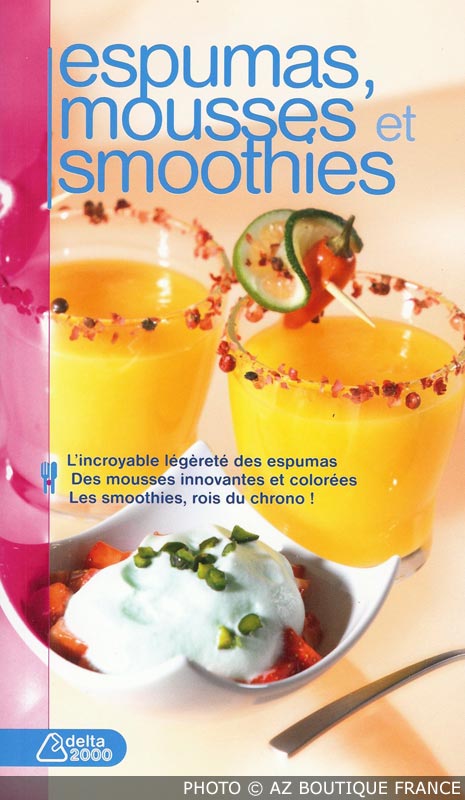 espumas,
mousses et
smoothies
L'incroyable légèreté des espumas
Des mousses innovantes et colorées
Les smoothies, rois du chrono !
delta
2000
PHOTO © AZ BOUTIQUE FRANCE